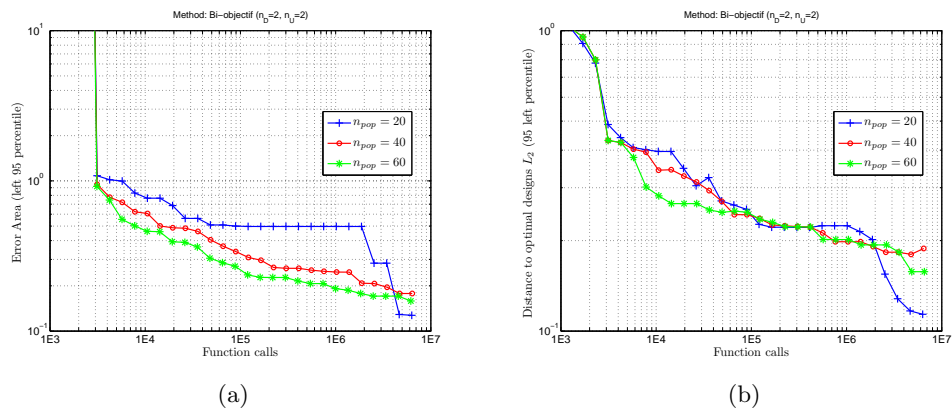 Method: Bi−objectif (n_D=2, n_U=2)
10^1
10^0
10^−1
Error Area (left 95 percentile)
n_pop = 20
n_pop = 40
n_pop = 60
1E3 1E4 1E5 1E6 1E7
Function calls
(a)
Method: Bi−objectif (n_D=2, n_U=2)
10^0
10^−1
Distance to optimal designs L_2 (95 left percentile)
n_pop = 20
n_pop = 40
n_pop = 60
1E3 1E4 1E5 1E6 1E7
Function calls
(b)